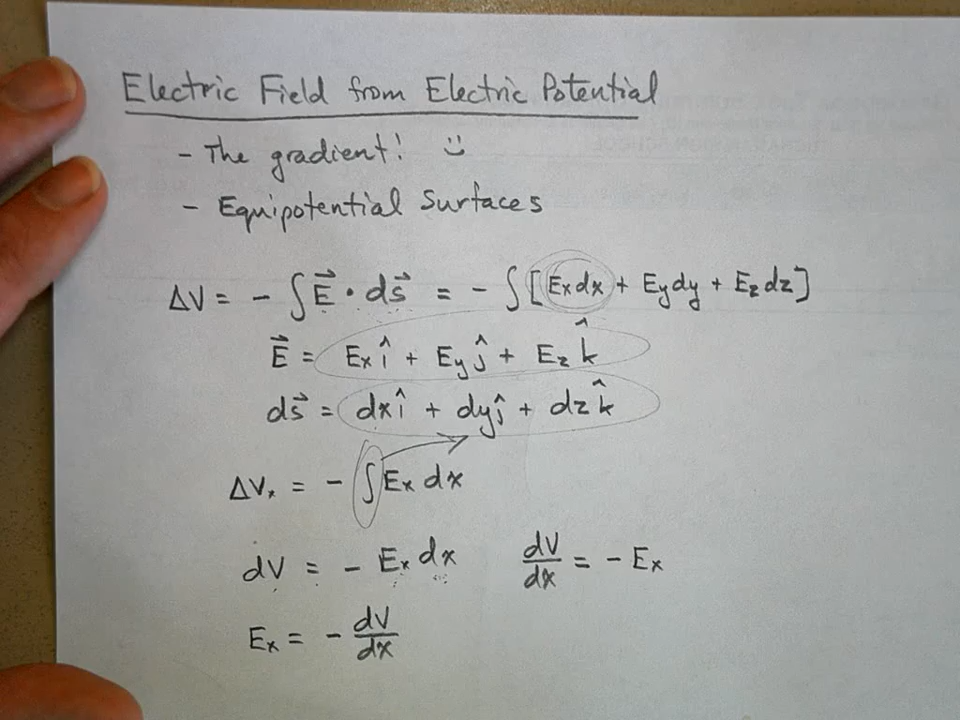 Electric Field from Electric Potential
- The gradient! ☺
- Equipotential Surfaces
ΔV = - ∫ E⃗ · ds⃗ = - ∫ [Exdx + Eydy + Ezdz]
E⃗ = Ex î + Ey ĵ + Ez k̂
ds⃗ = dx î + dy ĵ + dz k̂
ΔVx = - ∫ Ex dx
dV = - Ex dx dV/dx = - Ex
Ex = - dV/dx